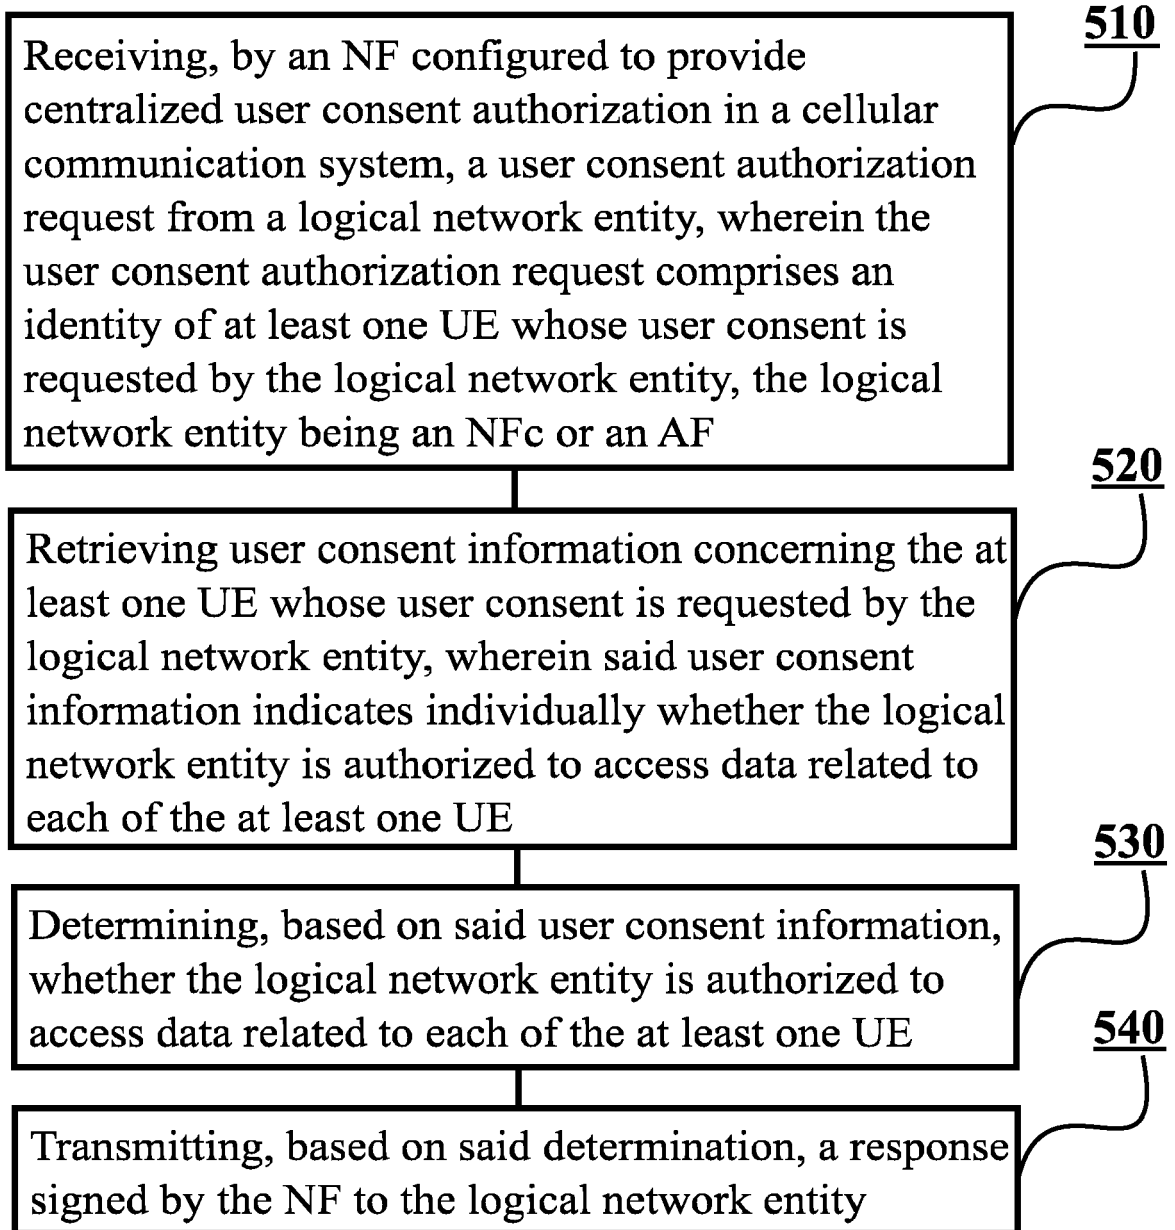 510
Receiving, by an NF configured to provide
centralized user consent authorization in a cellular
communication system, a user consent authorization
request from a logical network entity, wherein the
user consent authorization request comprises an
identity of at least one UE whose user consent is
requested by the logical network entity, the logical
network entity being an NFc or an AF
520
Retrieving user consent information concerning the at
least one UE whose user consent is requested by the
logical network entity, wherein said user consent
information indicates individually whether the logical
network entity is authorized to access data related to
each of the at least one UE
530
Determining, based on said user consent information,
whether the logical network entity is authorized to
access data related to each of the at least one UE
540
Transmitting, based on said determination, a response
signed by the NF to the logical network entity